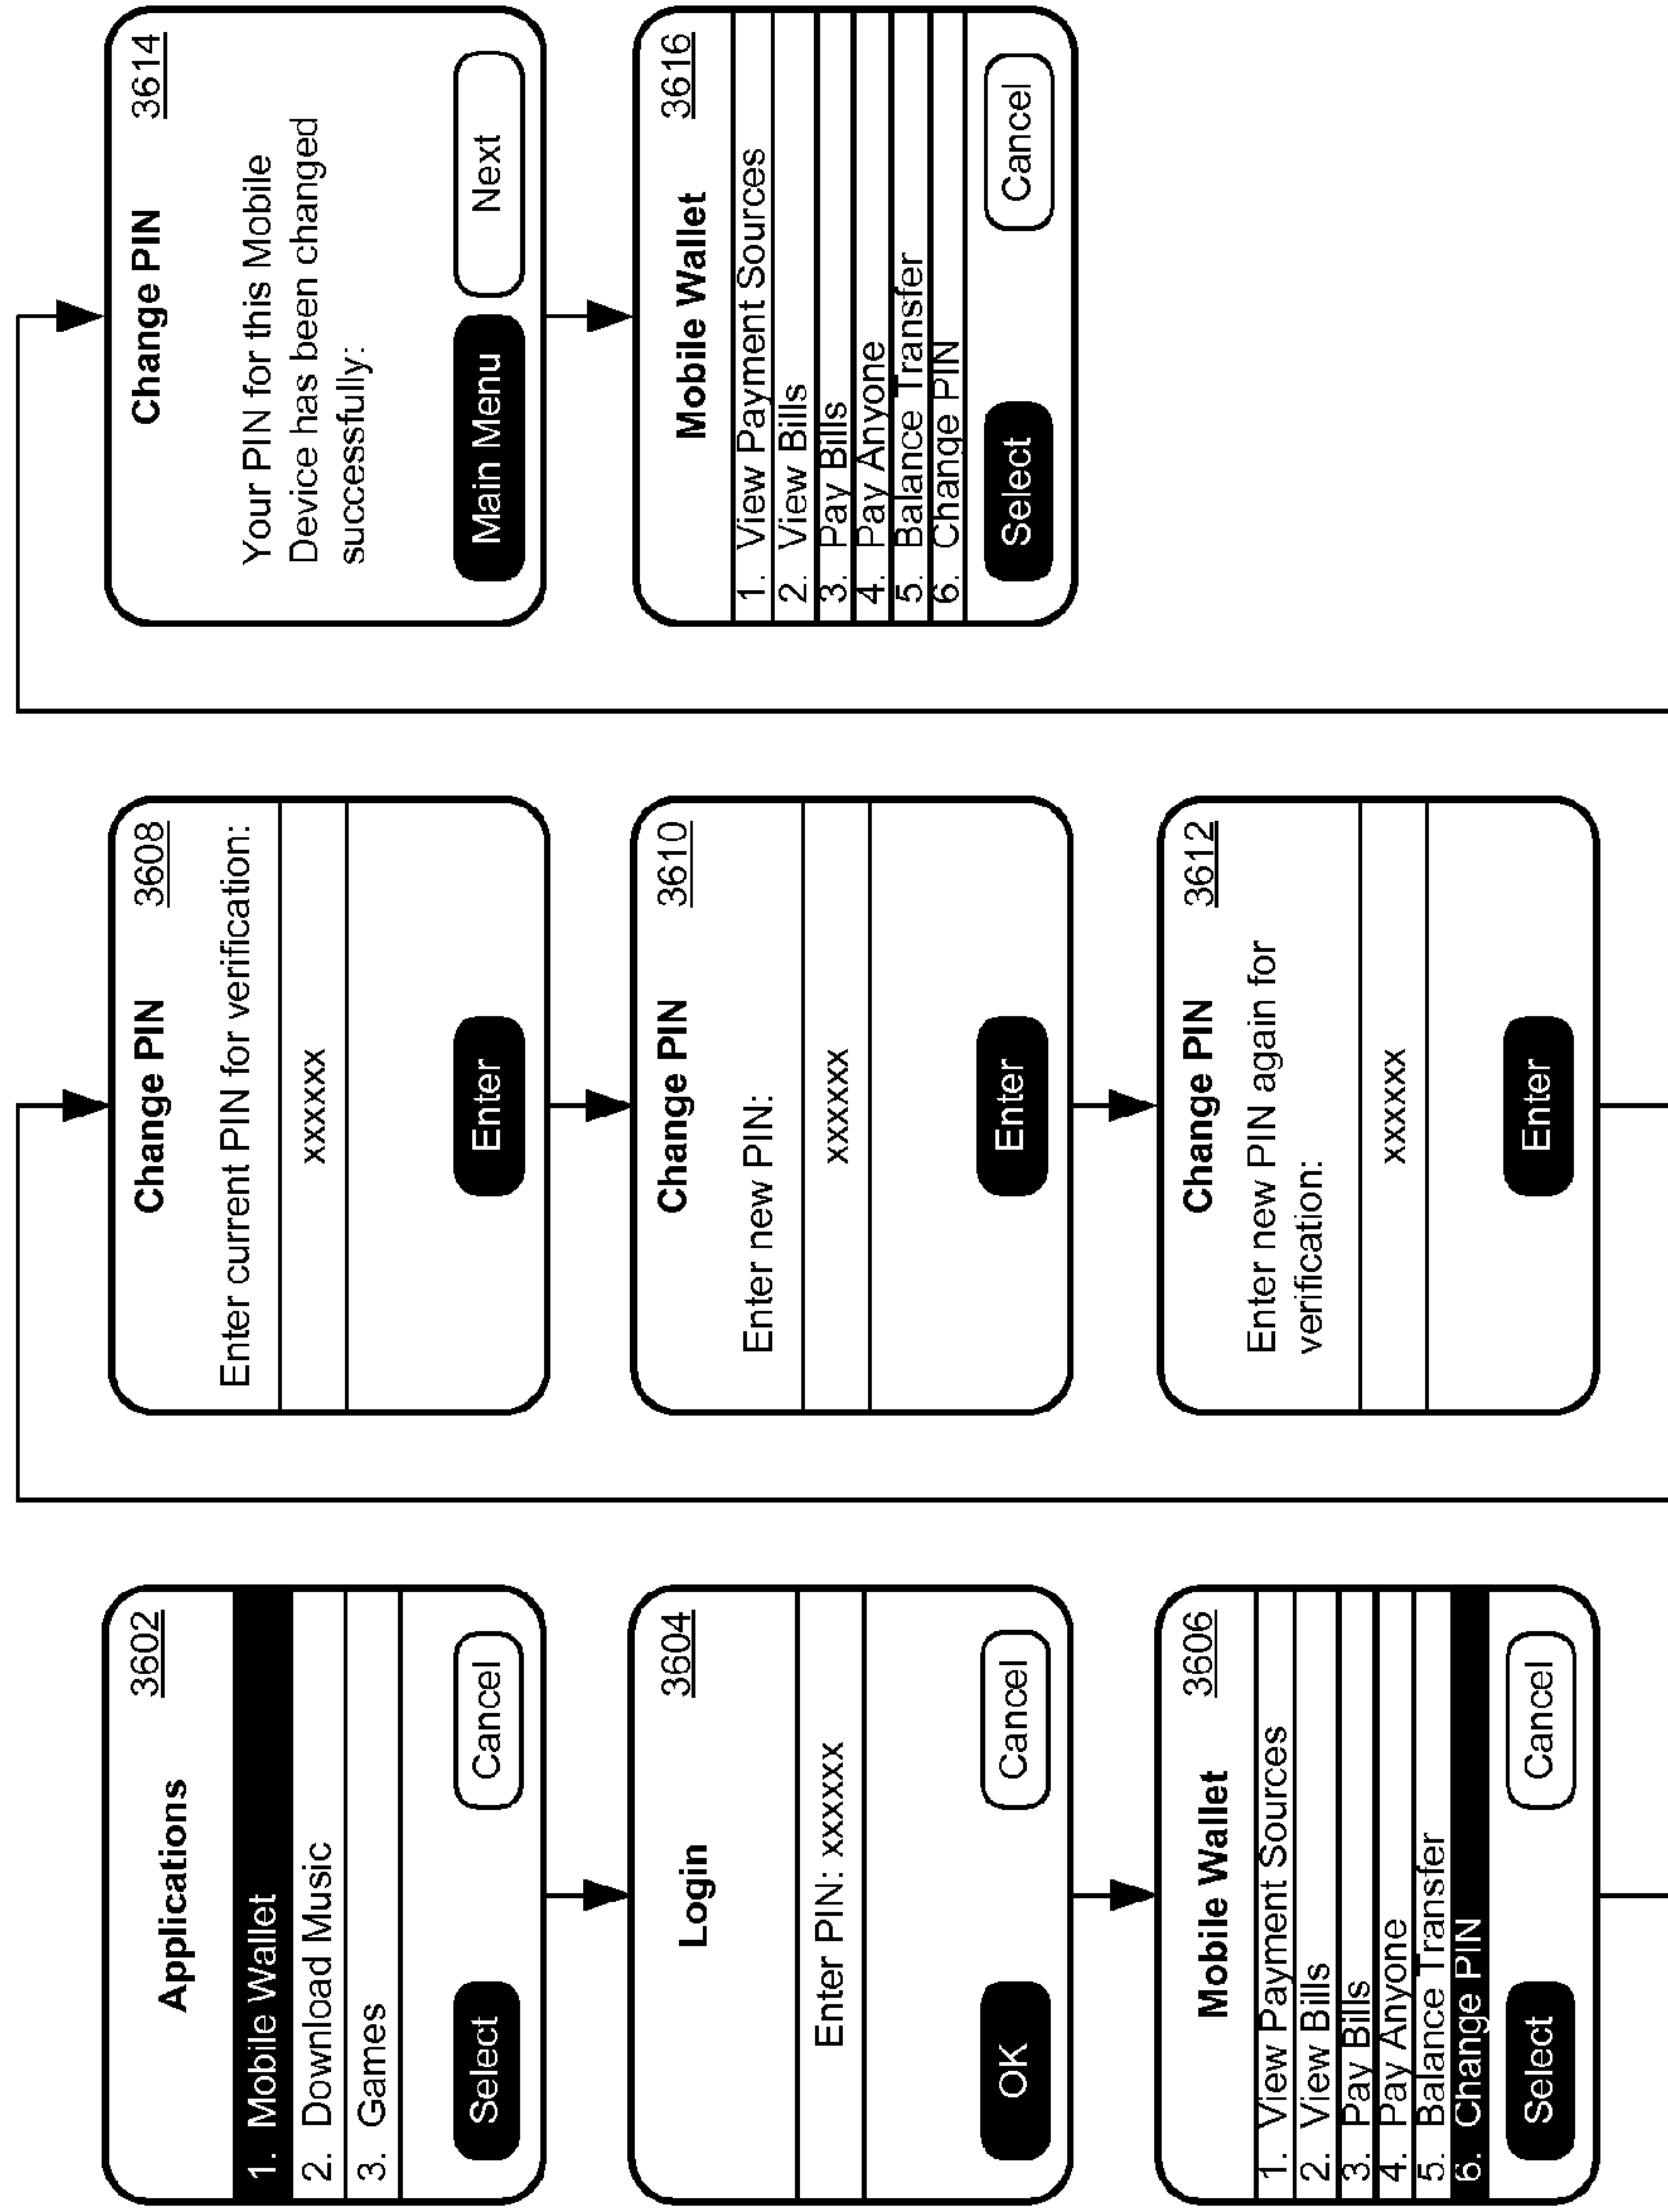 Applications
3602
1. Mobile Wallet
2. Download Music
3. Games
Select
Cancel
Login
3604
Enter PIN: xxxxxx
OK
Cancel
Mobile Wallet
3606
1. View Payment Sources
2. View Bills
3. Pay Bills
4. Pay Anyone
5. Balance Transfer
6. Change PIN
Select
Cancel
Change PIN
3608
Enter current PIN for verification:
xxxxxx
Enter
Change PIN
3610
Enter new PIN:
xxxxxx
Enter
Change PIN
3612
Enter new PIN again for
verification:
xxxxxx
Enter
Change PIN
3614
Your PIN for this Mobile
Device has been changed
successfully:
Main Menu
Next
Mobile Wallet
3616
1. View Payment Sources
2. View Bills
3. Pay Bills
4. Pay Anyone
5. Balance Transfer
6. Change PIN
Select
Cancel